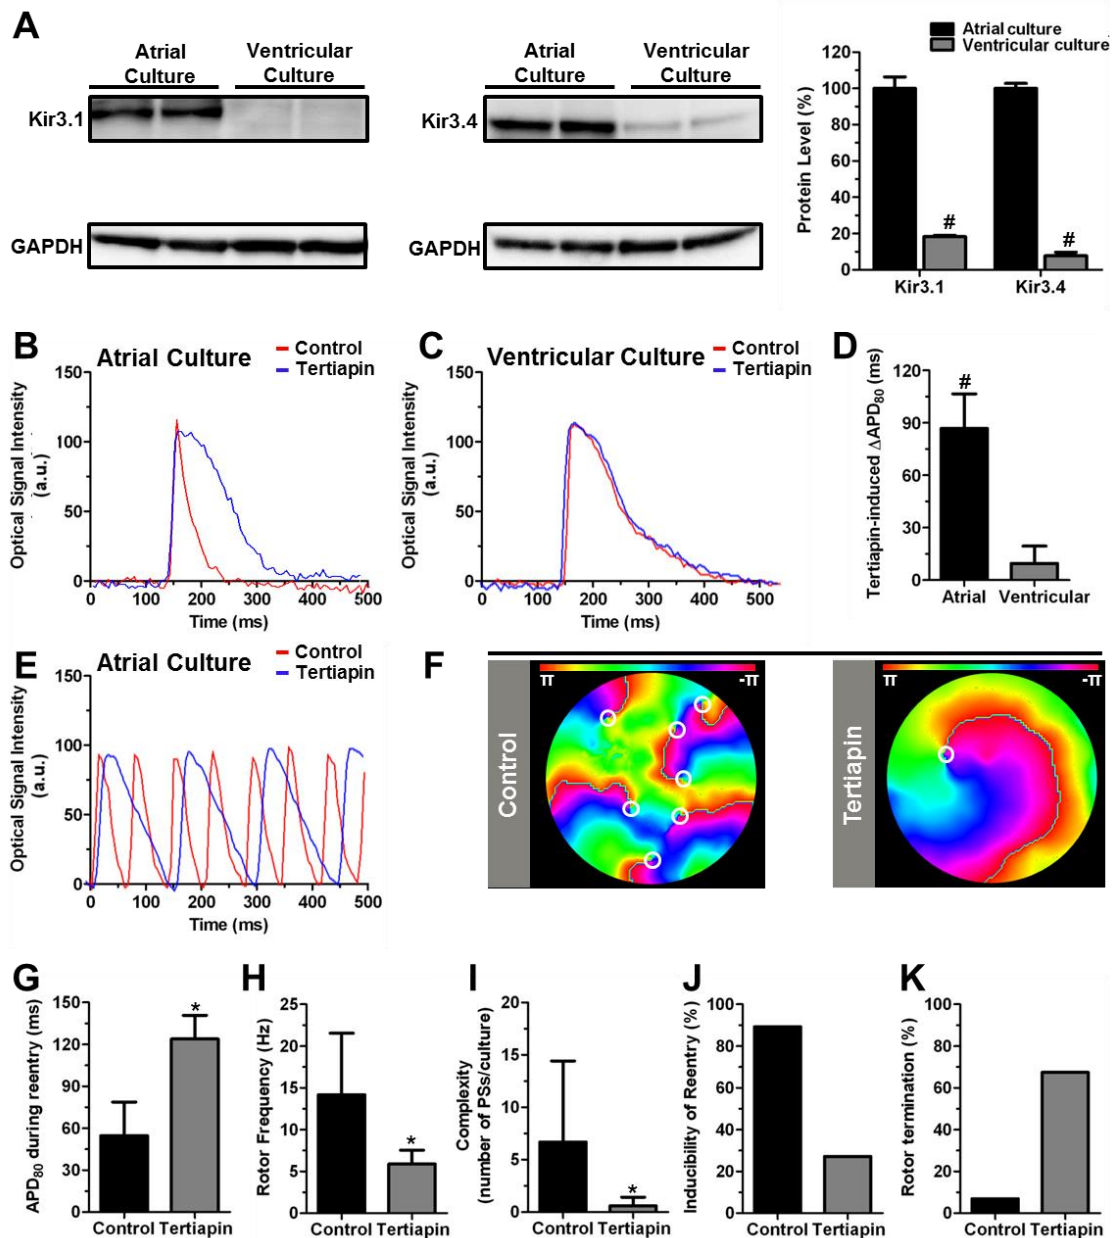 A
Atrial
Culture
Ventricular
Culture
Kir3.1
GAPDH
Atrial
Culture
Ventricular
Culture
Kir3.4
GAPDH
Atrial culture
Ventricular culture
Protein Level (%)
120
100
80
60
40
20
0
#
#
Kir3.1 Kir3.4
B
Atrial Culture
Control
Tertiapin
Optical Signal Intensity
(a.u.)
150
100
50
0
0 100 200 300 400 500
Time (ms)
C
Ventricular Culture
Control
Tertiapin
Optical Signal Intensity
(a.u.)
150
100
50
0
0 100 200 300 400 500
Time (ms)
D
Tertiapin-induced ΔAPD80 (ms)
120
90
60
30
0
#
Atrial Ventricular
E
Atrial Culture
Control
Tertiapin
Optical Signal Intensity
(a.u.)
150
100
50
0
0 100 200 300 400 500
Time (ms)
F
Control
π -π
Tertiapin
π -π
G
APD80 during reentry (ms)
150
120
90
60
30
0
*
Control Tertiapin
H
Rotor Frequency (Hz)
25
20
15
10
5
0
*
Control Tertiapin
I
Complexity
(number of PSs/culture)
20
15
10
5
0
*
Control Tertiapin
J
Inducibility of Reentry (%)
100
80
60
40
20
0
Control Tertiapin
K
Rotor termination (%)
100
80
60
40
20
0
Control Tertiapin